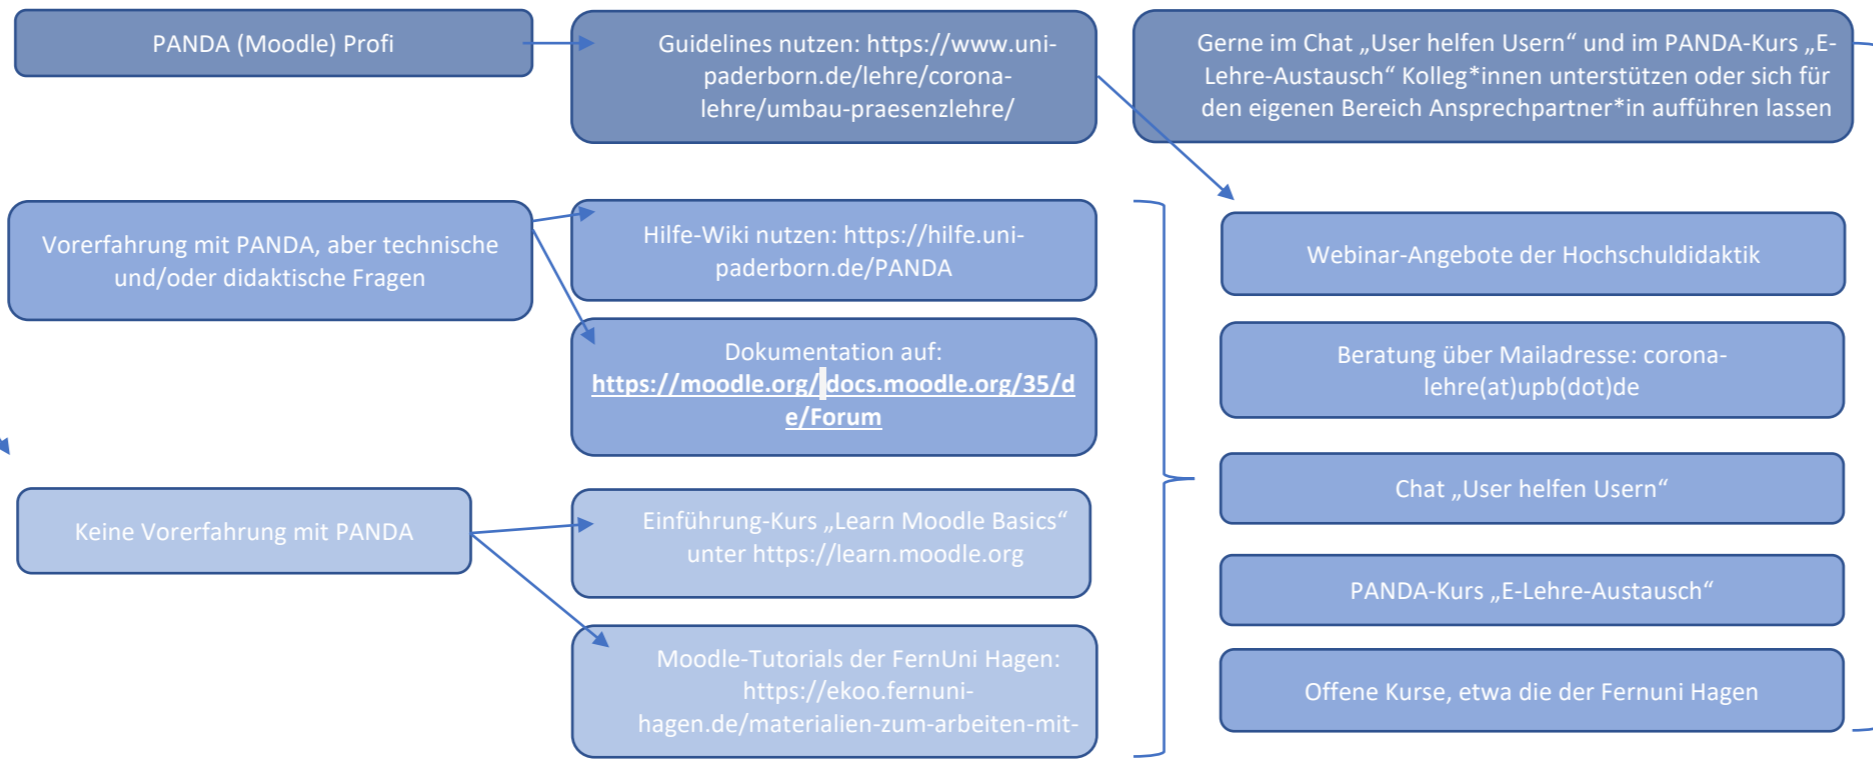 PANDA (Moodle) Profi
Guidelines nutzen: https://www.uni-
paderborn.de/lehre/corona-
lehre/umbau-praesenzlehre/
Gerne im Chat „User helfen Usern“ und im PANDA-Kurs „E-
Lehre-Austausch“ Kolleg*innen unterstützen oder sich für
den eigenen Bereich Ansprechpartner*in aufführen lassen
Vorerfahrung mit PANDA, aber technische
und/oder didaktische Fragen
Hilfe-Wiki nutzen: https://hilfe.uni-
paderborn.de/PANDA
Dokumentation auf:
https://moodle.org/ docs.moodle.org/35/d
e/Forum
Keine Vorerfahrung mit PANDA
Einführung-Kurs „Learn Moodle Basics“
unter https://learn.moodle.org
Moodle-Tutorials der FernUni Hagen:
https://ekoo.fernuni-
hagen.de/materialien-zum-arbeiten-mit-
Webinar-Angebote der Hochschuldidaktik
Beratung über Mailadresse: corona-
lehre(at)upb(dot)de
Chat „User helfen Usern“
PANDA-Kurs „E-Lehre-Austausch“
Offene Kurse, etwa die der Fernuni Hagen